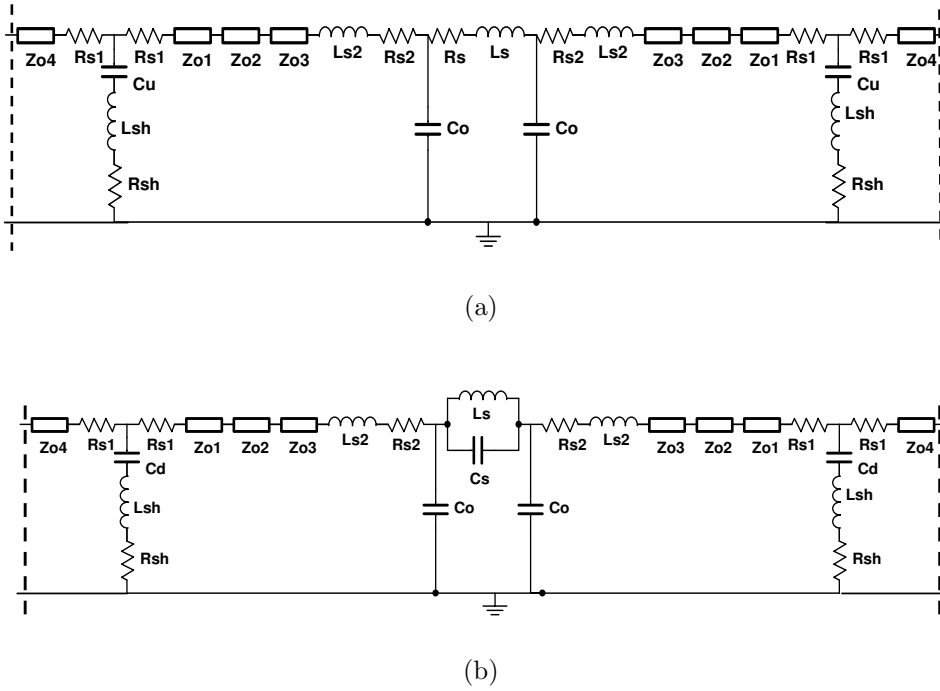 Zo4 Rs1 Rs1 Zo1 Zo2 Zo3 Ls2 Rs2 Rs Ls Rs2 Ls2 Zo3 Zo2 Zo1 Rs1 Rs1 Zo4
Cu Cu
Lsh Lsh
Co Co
Rsh Rsh
(a)
Ls
Zo4 Rs1 Rs1 Zo1 Zo2 Zo3 Ls2 Rs2 Rs2 Ls2 Zo3 Zo2 Zo1 Rs1 Rs1 Zo4
Cd Cs Cd
Lsh Lsh
Co Co
Rsh Rsh
(b)